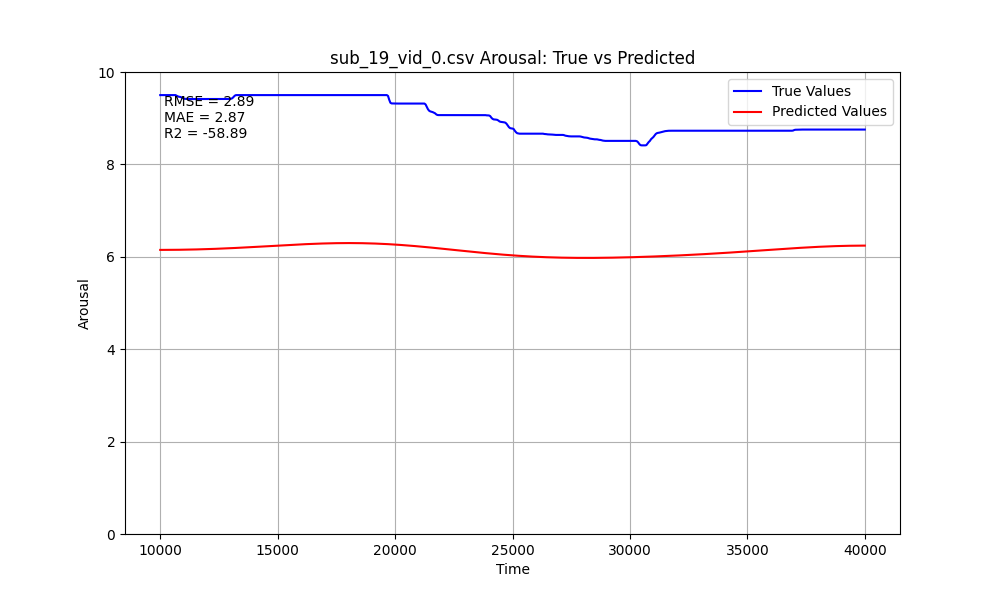 sub_19_vid_0.csv Arousal: True vs Predicted
True Values
Predicted Values
RMSE = 2.89
MAE = 2.87
R2 = -58.89
10
8
6
4
2
0
Arousal
10000 15000 20000 25000 30000 35000 40000
Time